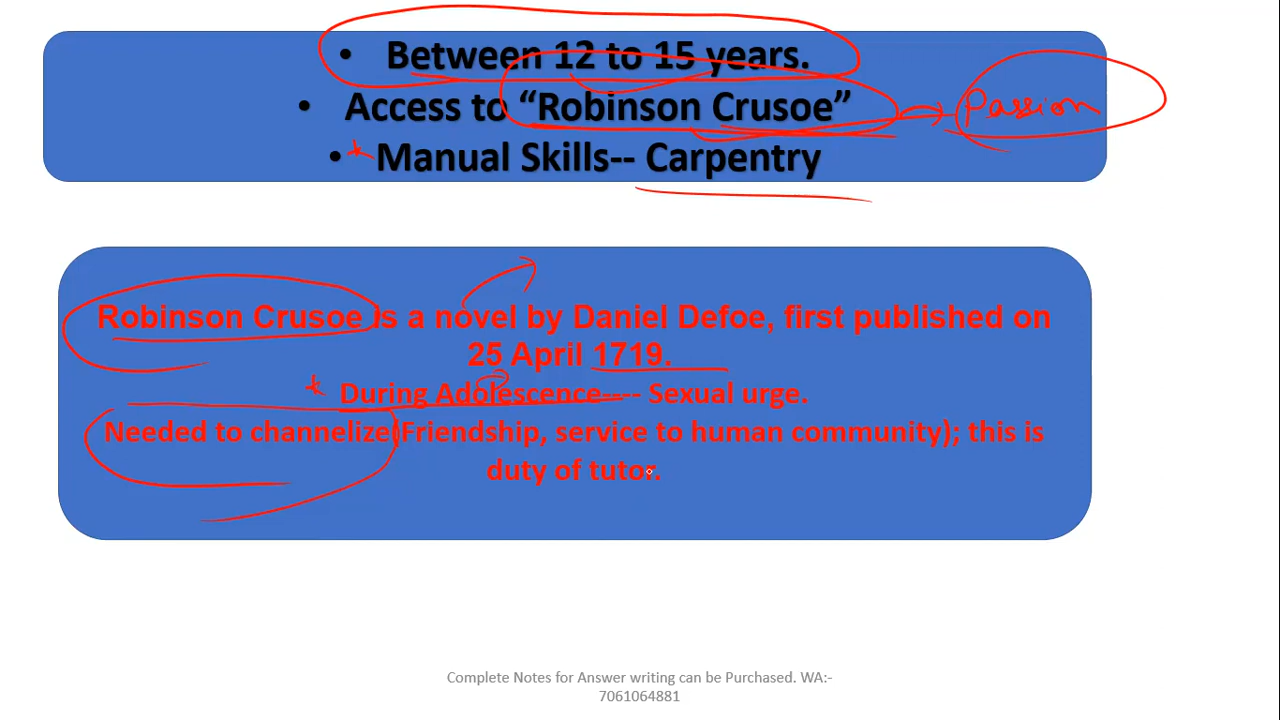 • Between 12 to 15 years.
• Access to “Robinson Crusoe” Passion
• Manual Skills-- Carpentry
Robinson Crusoe is a novel by Daniel Defoe, first published on
25 April 1719.
During Adolescence---- Sexual urge.
Needed to channelize(Friendship, service to human community); this is
duty of tutor.
Complete Notes for Answer writing can be Purchased. WA:-
7061064881